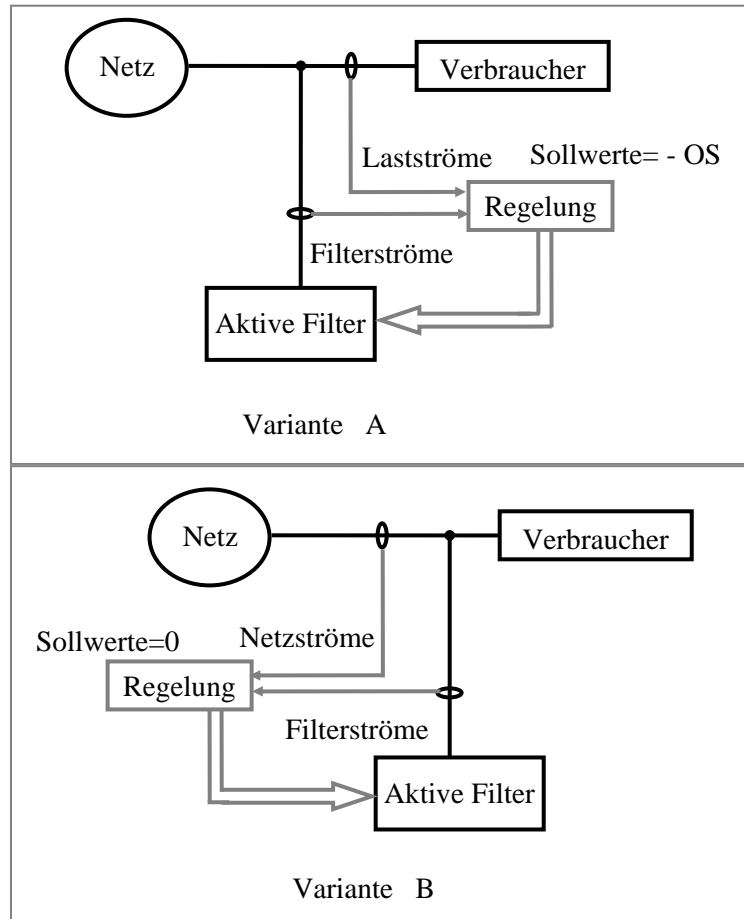 Netz
Verbraucher
Lastströme
Sollwerte= - OS
Regelung
Filterströme
Aktive Filter
Variante A
Netz
Verbraucher
Sollwerte=0
Netzströme
Regelung
Filterströme
Aktive Filter
Variante B